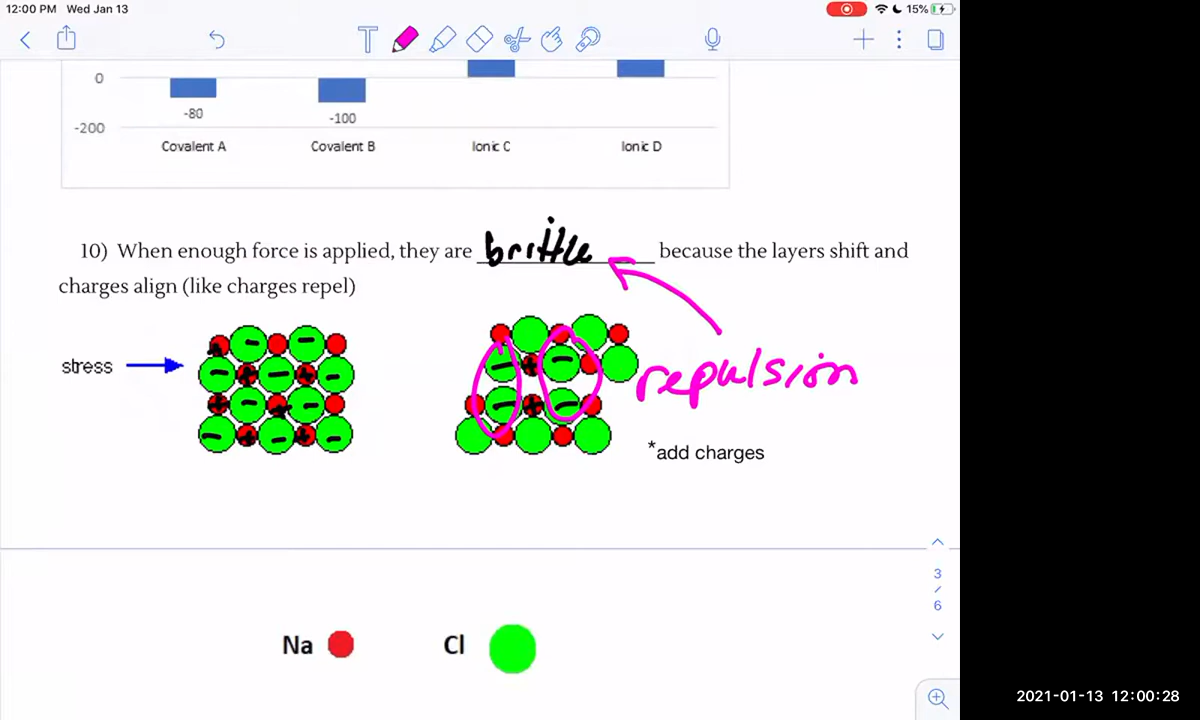 12:00 PM Wed Jan 13
15%
T
0
-80
-100
-200
Covalent A Covalent B Ionic C Ionic D
10) When enough force is applied, they are brittle because the layers shift and
charges align (like charges repel)
stress
repulsion
*add charges
3
/
6
Na Cl
2021-01-13 12:00:28